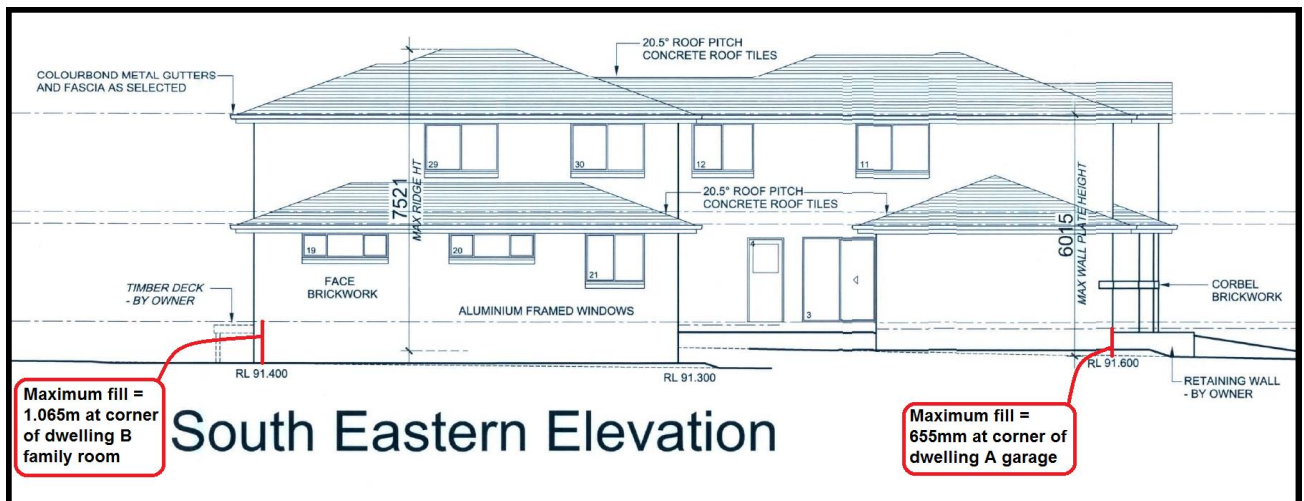 20.5° ROOF PITCH
CONCRETE ROOF TILES
COLOURBOND METAL GUTTERS
AND FASCIA AS SELECTED
29
30
12
11
7521
MAX RIDGE HT
20.5° ROOF PITCH
CONCRETE ROOF TILES
6015
MAX WALL PLATE HEIGHT
19
20
21
4
3
FACE
BRICKWORK
TIMBER DECK
- BY OWNER
ALUMINIUM FRAMED WINDOWS
CORBEL
BRICKWORK
RL 91.400
RL 91.300
RL 91.600
RETAINING WALL
- BY OWNER
Maximum fill =
1.065m at corner
of dwelling B
family room
South Eastern Elevation
Maximum fill =
655mm at corner of
dwelling A garage